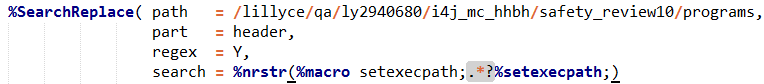 %SearchReplace( path   = /lillyce/qa/ly2940680/i4j_mc_hhbh/safety_review10/programs,
                part   = header,
                regex  = Y,
                search = %nrstr(%macro setexecpath;.*?%setexecpath;)